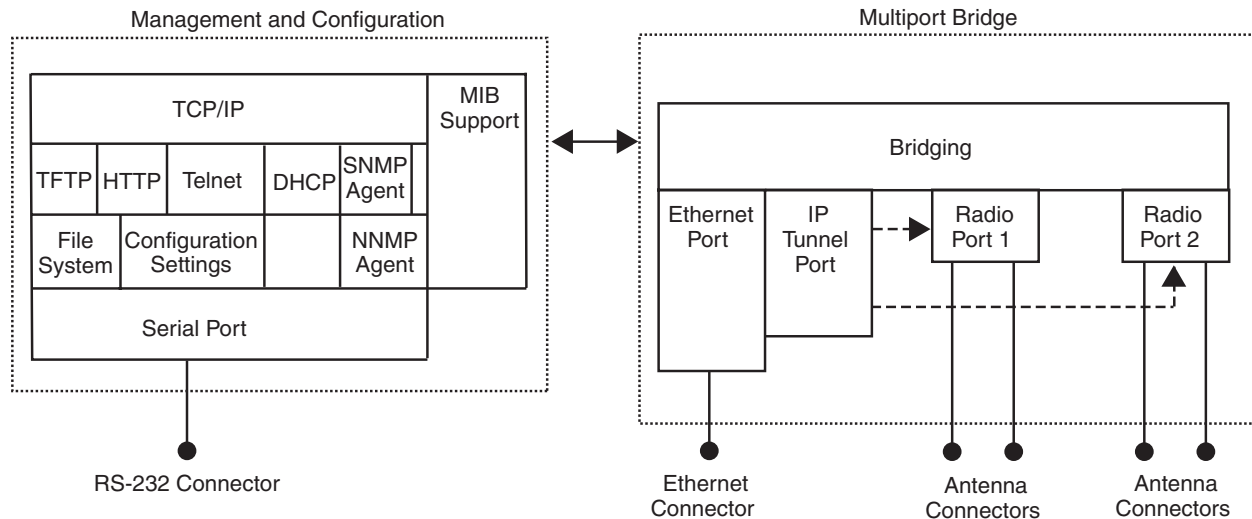 Management and Configuration
Multiport Bridge
TCP/IP
MIB
Support
TFTP
HTTP
Telnet
DHCP
SNMP
Agent
File
System
Configuration
Settings
NNMP
Agent
Serial Port
RS-232 Connector
Bridging
Ethernet
Port
IP
Tunnel
Port
Radio
Port 1
Radio
Port 2
Ethernet
Connector
Antenna
Connectors
Antenna
Connectors